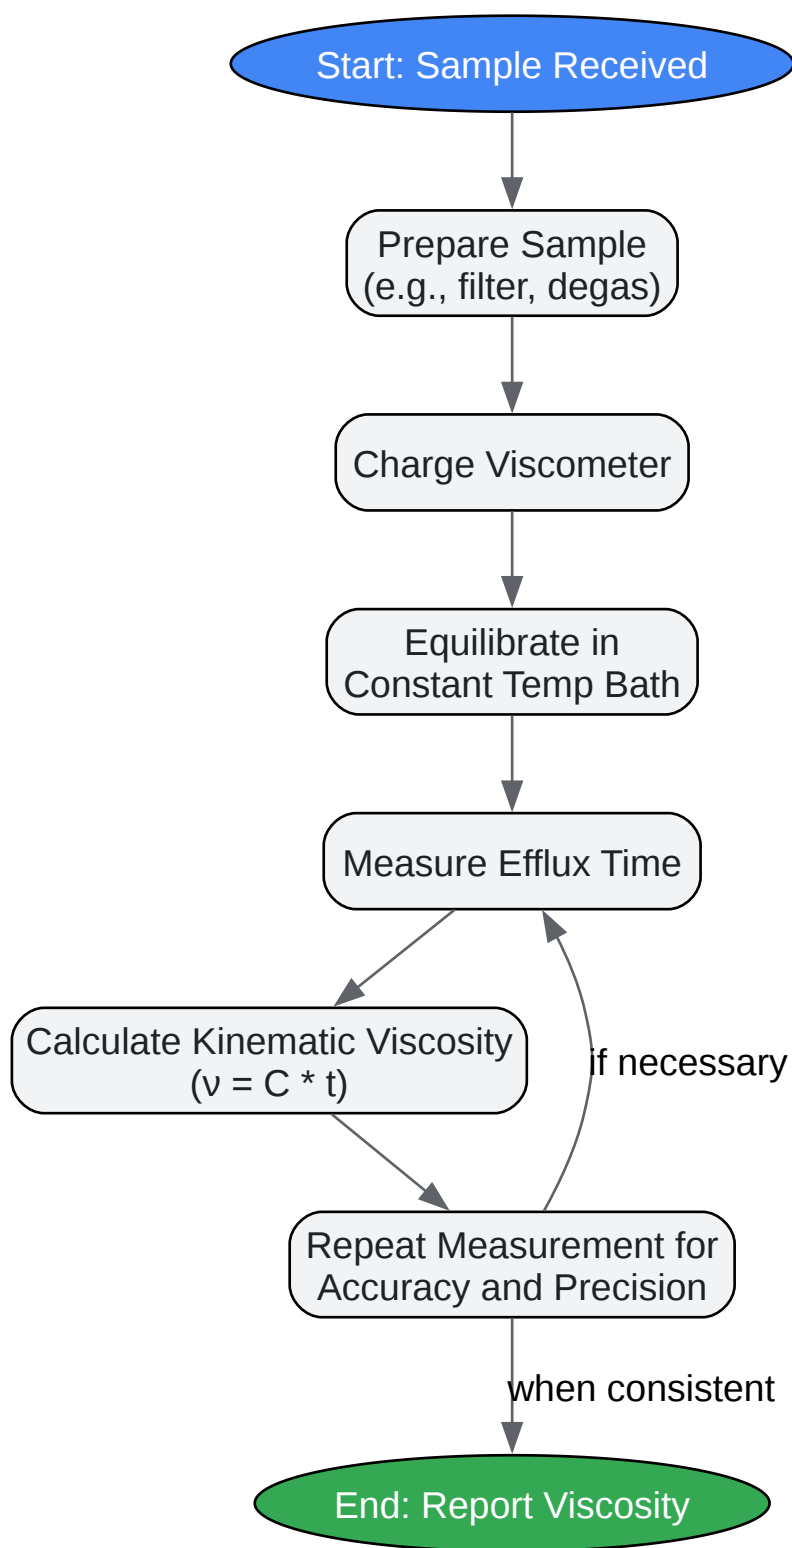 Start: Sample Received
Prepare Sample
(e.g., filter, degas)
Charge Viscometer
Equilibrate in
Constant Temp Bath
Measure Efflux Time
Calculate Kinematic Viscosity
(ν = C * t)
if necessary
Repeat Measurement for
Accuracy and Precision
when consistent
End: Report Viscosity